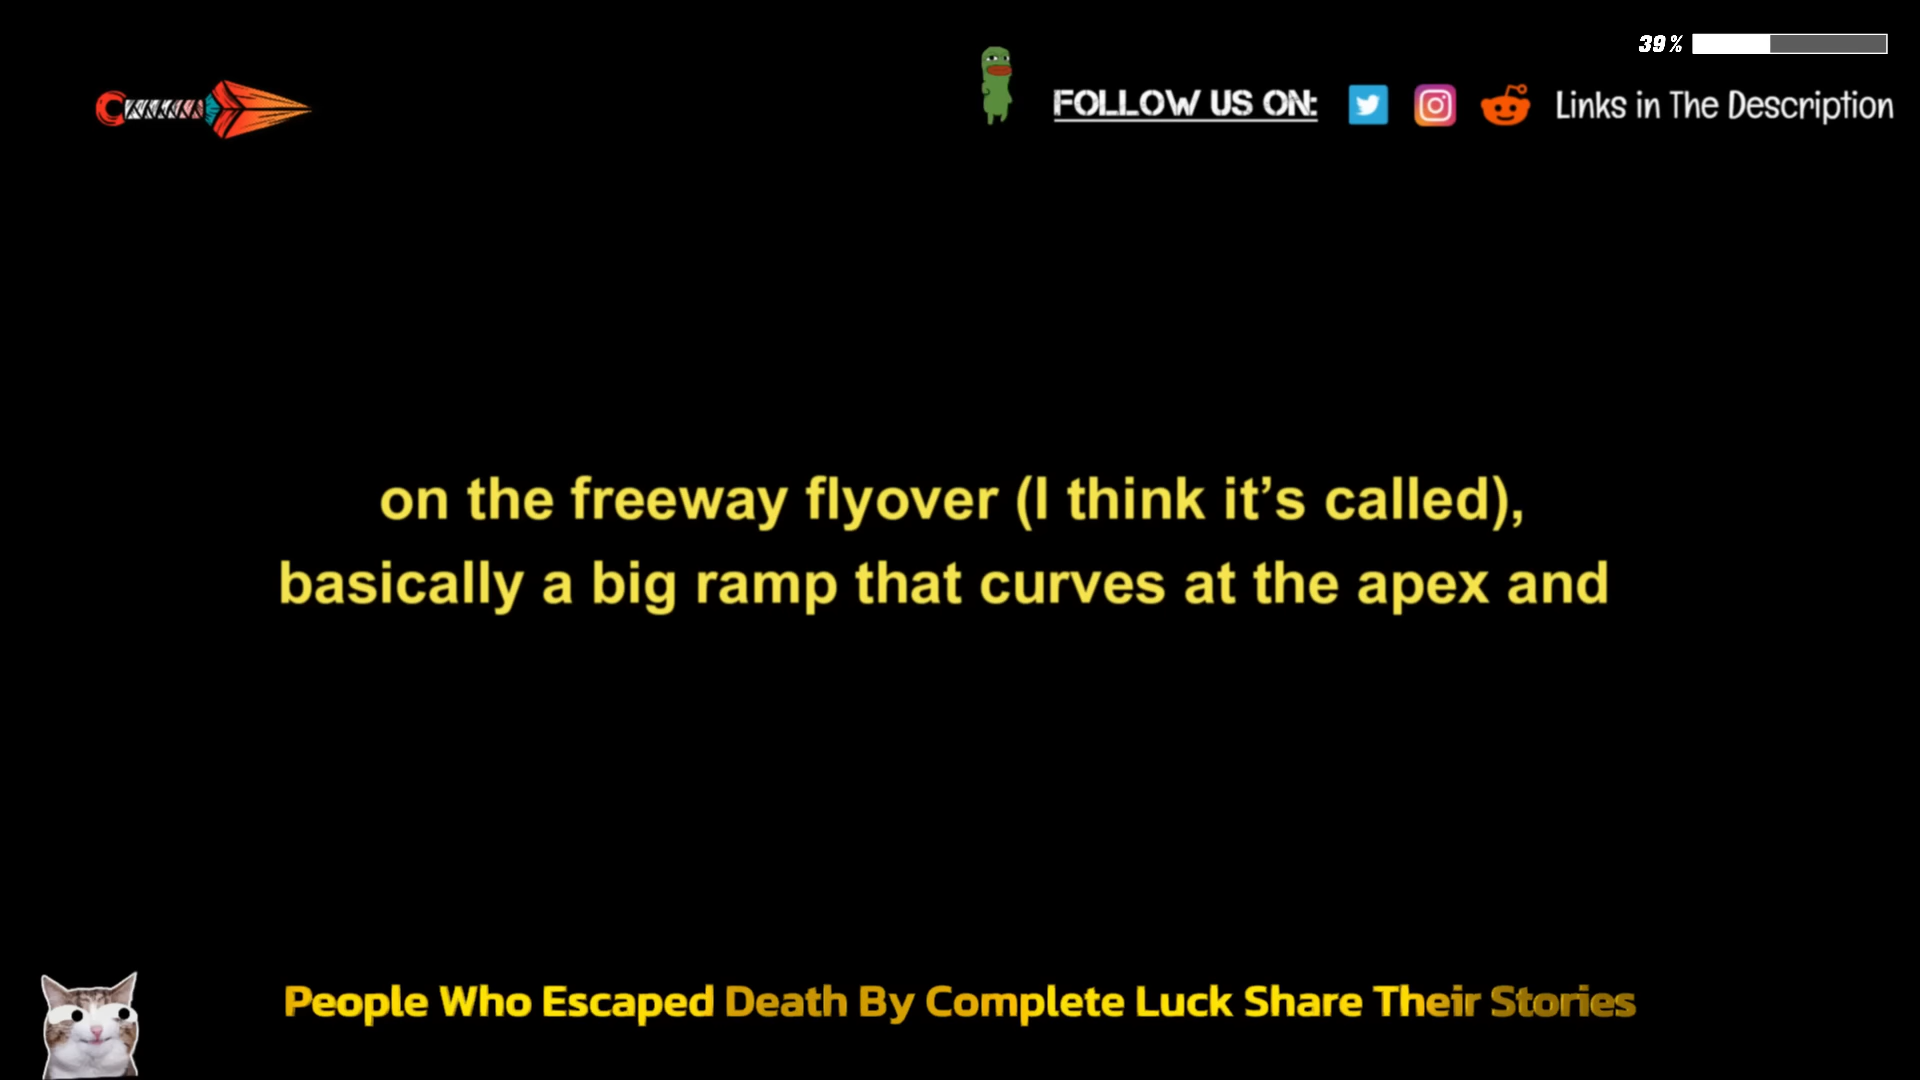 39%
FOLLOW US ON: Links in The Description
on the freeway flyover (I think it’s called),
basically a big ramp that curves at the apex and
People Who Escaped Death By Complete Luck Share Their Stories